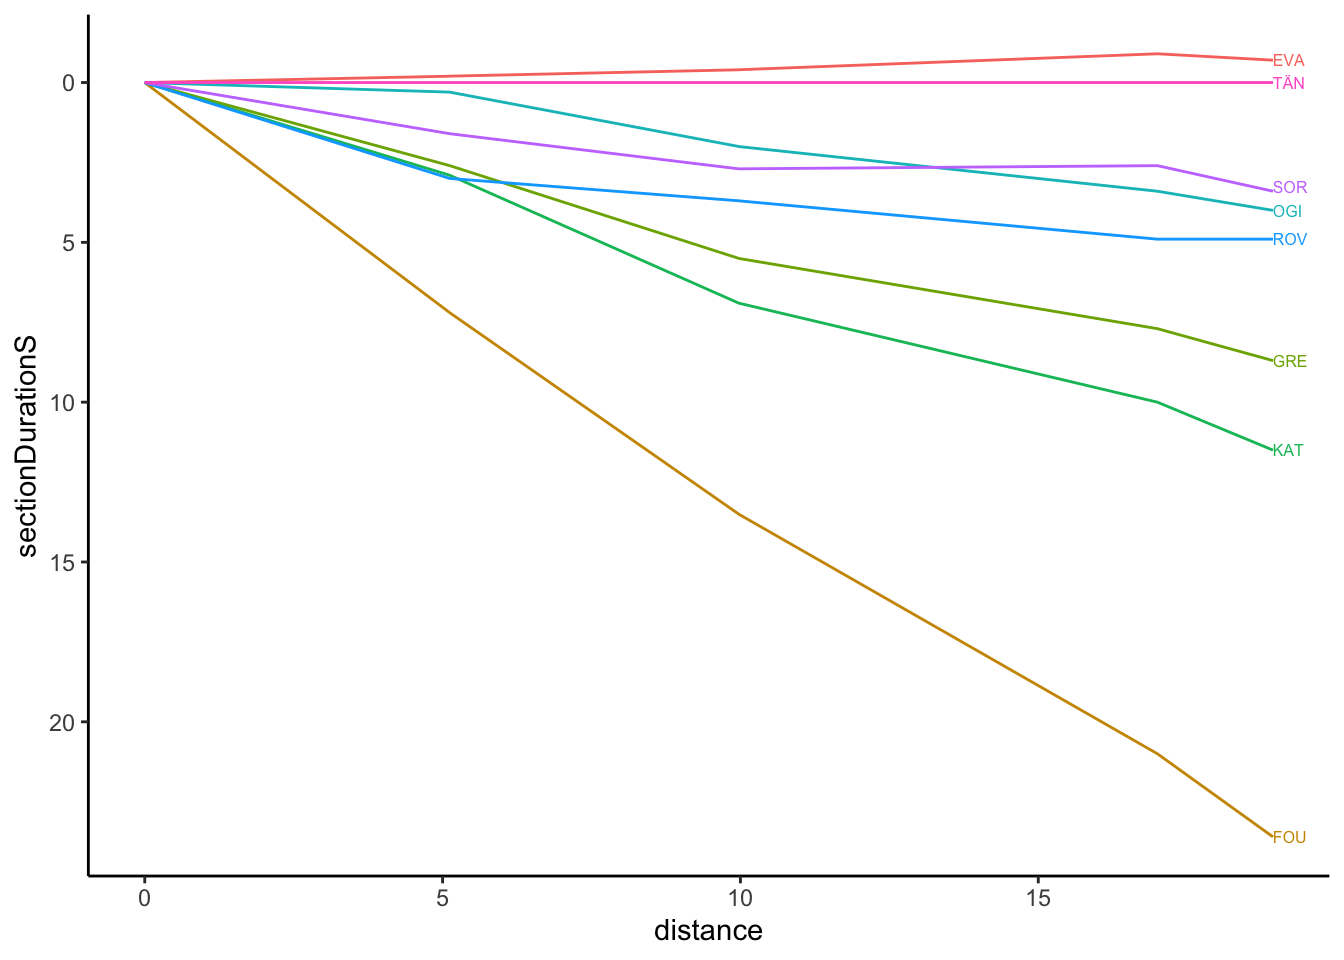 EVA
0
TÄN
SOR
OGI
5
ROV
sectionDurationS
GRE
10
KAT
15
20
FOU
0 5 10 15
distance